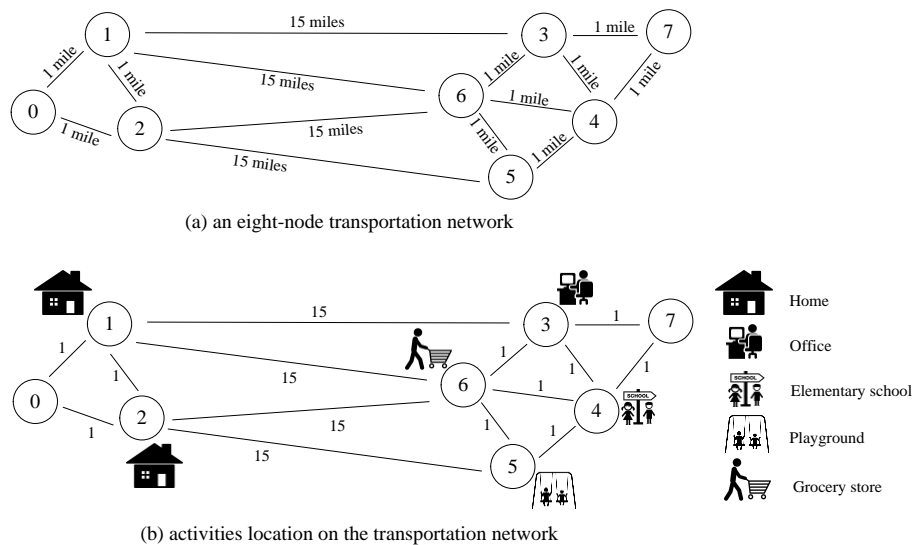 15 miles
1
3
1 mile
7
1 mile
1 mile
15 miles
1 mile
1 mile
1 mile
6
1 mile
0
1 mile
2
15 miles
4
1 mile
15 miles
1 mile
5
(a) an eight-node transportation network
Home
1
15
3
1
7
Office
1
1
1
1
1
15
6
1
SCHOOL
Elementary school
0
2
4
SCHOOL
1
15
1
1
Playground
15
5
Grocery store
(b) activities location on the transportation network